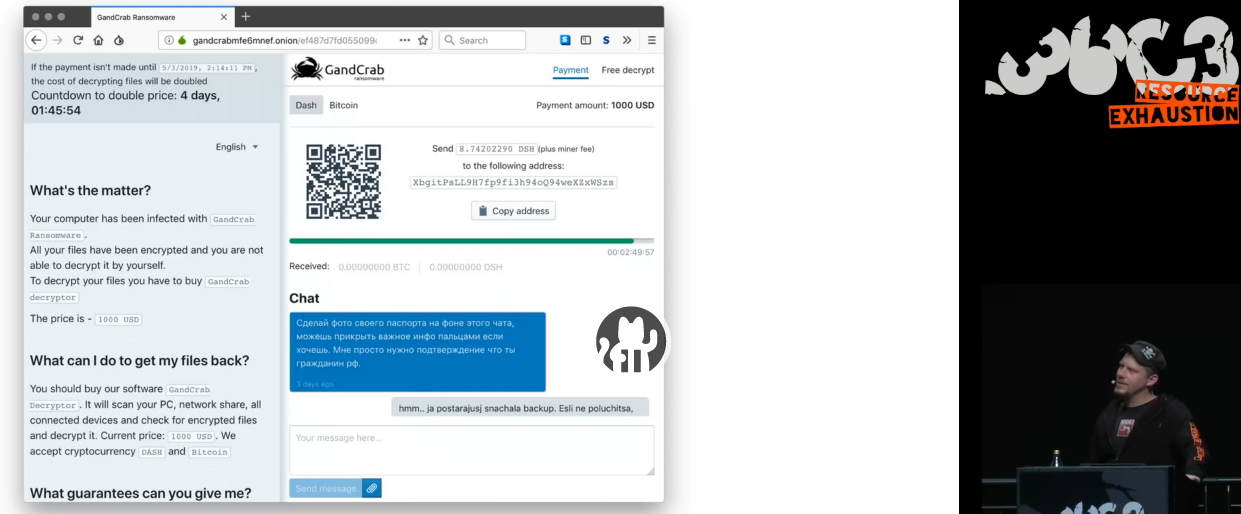 GandCrab Ransomware
gandcrabmfe6mnef.onion/ef487d7fd055099
Search
If the payment isn't made until 5/3/2019, 2:14:11 PM,
the cost of decrypting files will be doubled
Countdown to double price: 4 days,
01:45:54
English
What's the matter?
Your computer has been infected with GandCrab
Ransomware.
All your files have been encrypted and you are not
able to decrypt it by yourself.
To decrypt your files you have to buy GandCrab
decryptor
The price is - 1000 USD
What can I do to get my files back?
You should buy our software GandCrab
Decryptor. It will scan your PC, network share, all
connected devices and check for encrypted files
and decrypt it. Current price: 1000 USD. We
accept cryptocurrency DASH and Bitcoin
What guarantees can you give me?
GandCrab
ransomware
Payment Free decrypt
Dash Bitcoin
Payment amount: 1000 USD
Send 8.74202290 DSH (plus miner fee)
to the following address:
XbgitPsLL9H7fp9fi3h94oQ94weXZxWSzs
Copy address
00:02:49:57
Received: 0.00000000 BTC 0.00000000 DSH
Chat
Сделай фото своего паспорта на фоне этого чата,
можешь прикрыть важное инфо пальцами если
хочешь. Мне просто нужно подтверждение что ты
гражданин рф.
3 days ago
hmm.. ja postarajusj snachala backup. Esli ne poluchitsa,
Your message here...
Send message
36C3
RESOURCE
EXHAUSTION